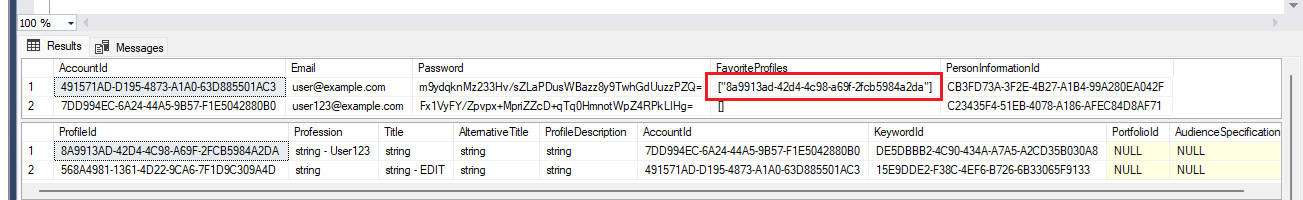 100 %
Results Messages
AccountId Email Password FavoriteProfiles PersonInformationId
1 491571AD-D195-4873-A1A0-63D885501AC3 user@example.com m9ydqknMz233Hv/sZLaPDusWBazz8y9TwhGdUuzzPZQ= ["8a9913ad-42d4-4c98-a69f-2fcb5984a2da"] CB3FD73A-3F2E-4B27-A1B4-99A280EA042F
2 7DD994EC-6A24-44A5-9B57-F1E5042880B0 user123@example.com Fx1VyFY/Zpvpx+MpriZZcD+qTq0HmnotWpZ4RPkLIHg= [] C23435F4-51EB-4078-A186-AFEC84D8AF71
ProfileId Profession Title AlternativeTitle ProfileDescription AccountId KeywordId PortfolioId AudienceSpecification
1 8A9913AD-42D4-4C98-A69F-2FCB5984A2DA string - User123 string string string 7DD994EC-6A24-44A5-9B57-F1E5042880B0 DE5DBBB2-4C90-434A-A7A5-A2CD35B030A8 NULL NULL
2 568A4981-1361-4D22-9CA6-7F1D9C309A4D string string - EDIT string string 491571AD-D195-4873-A1A0-63D885501AC3 15E9DDE2-F38C-4EF6-B726-6B33065F9133 NULL NULL